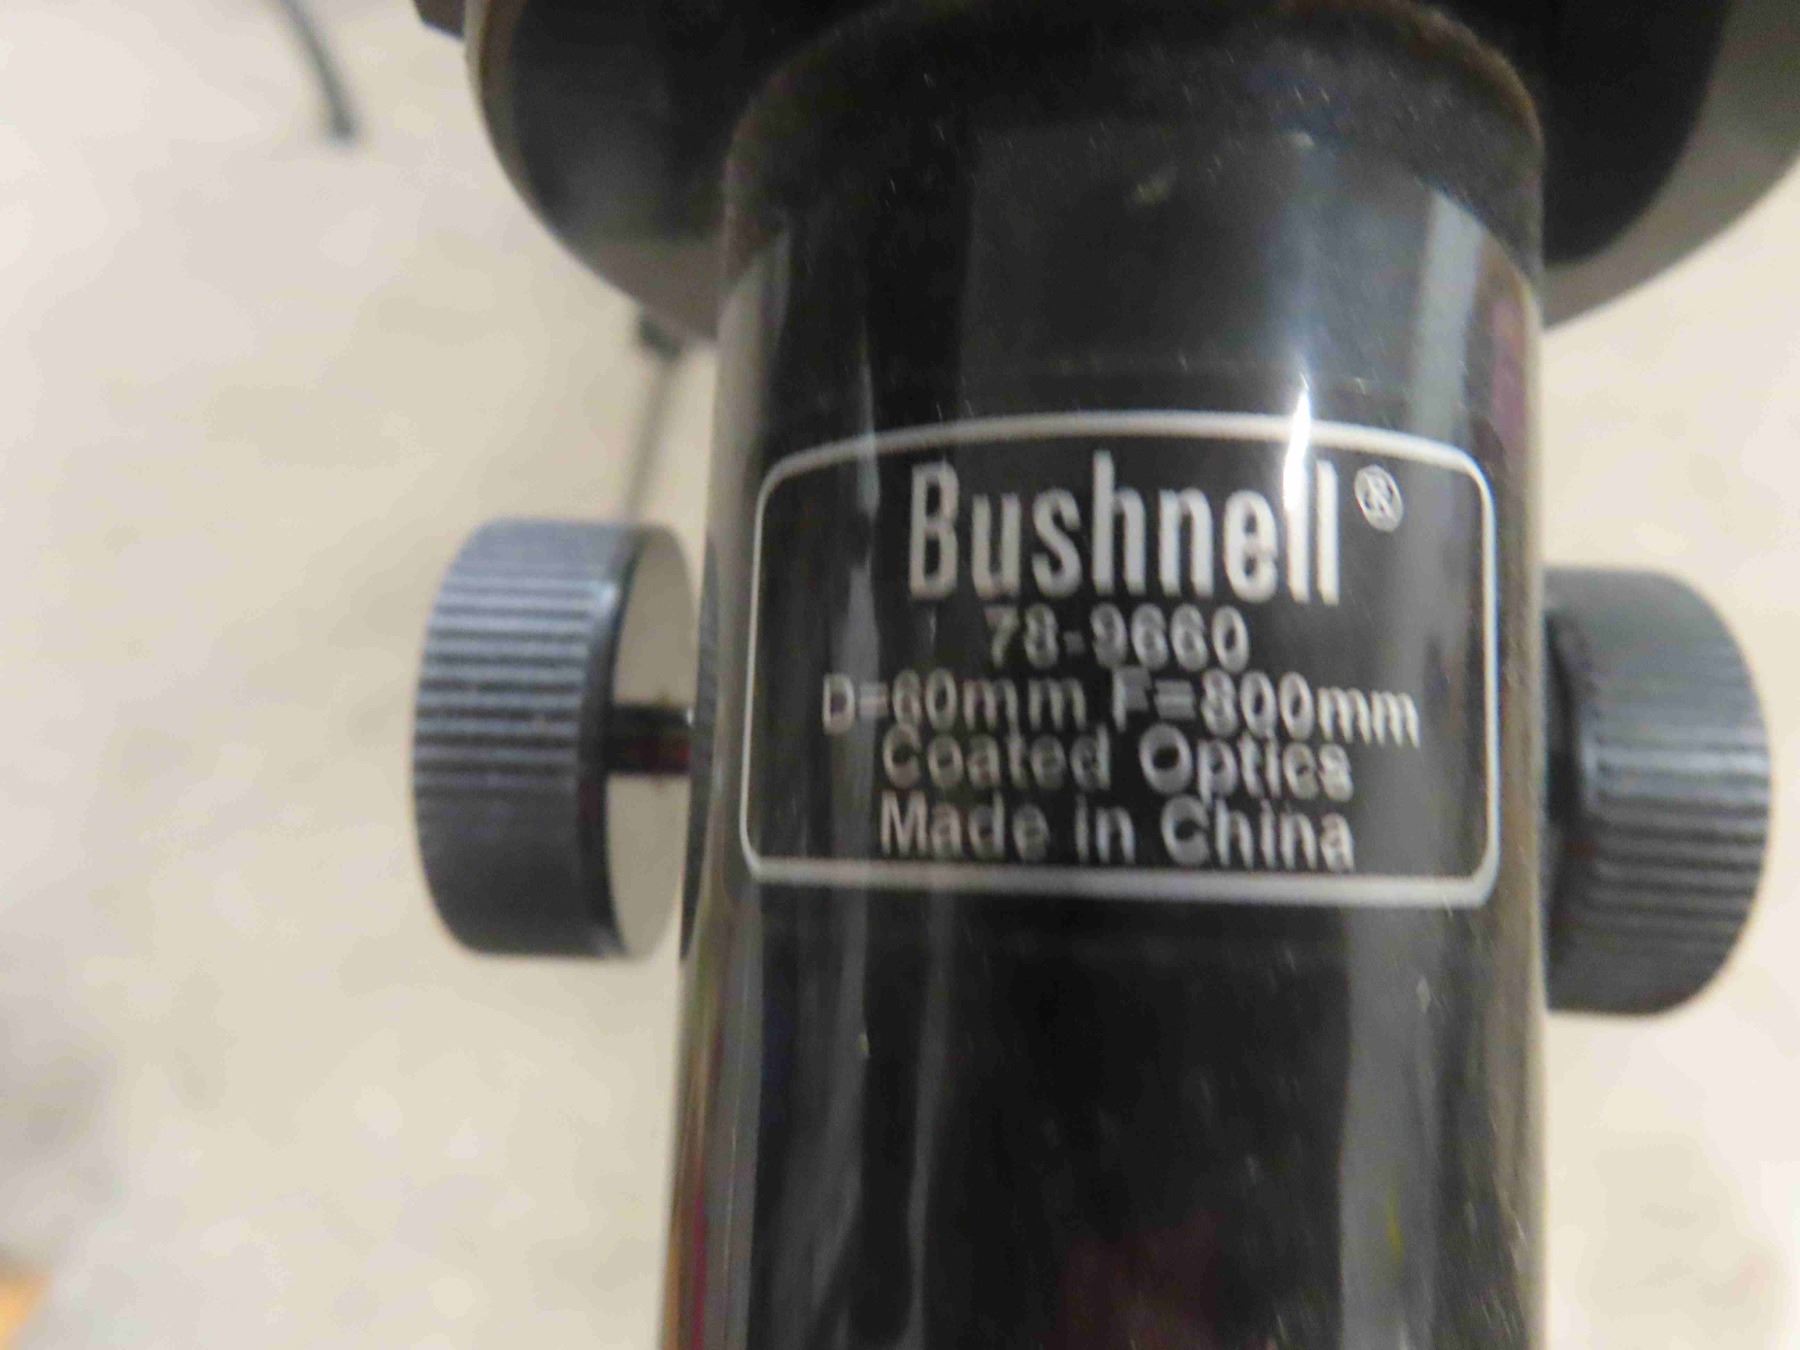 Bushnell®
78-9660
D=60mm F=800mm
Coated Optics
Made in China